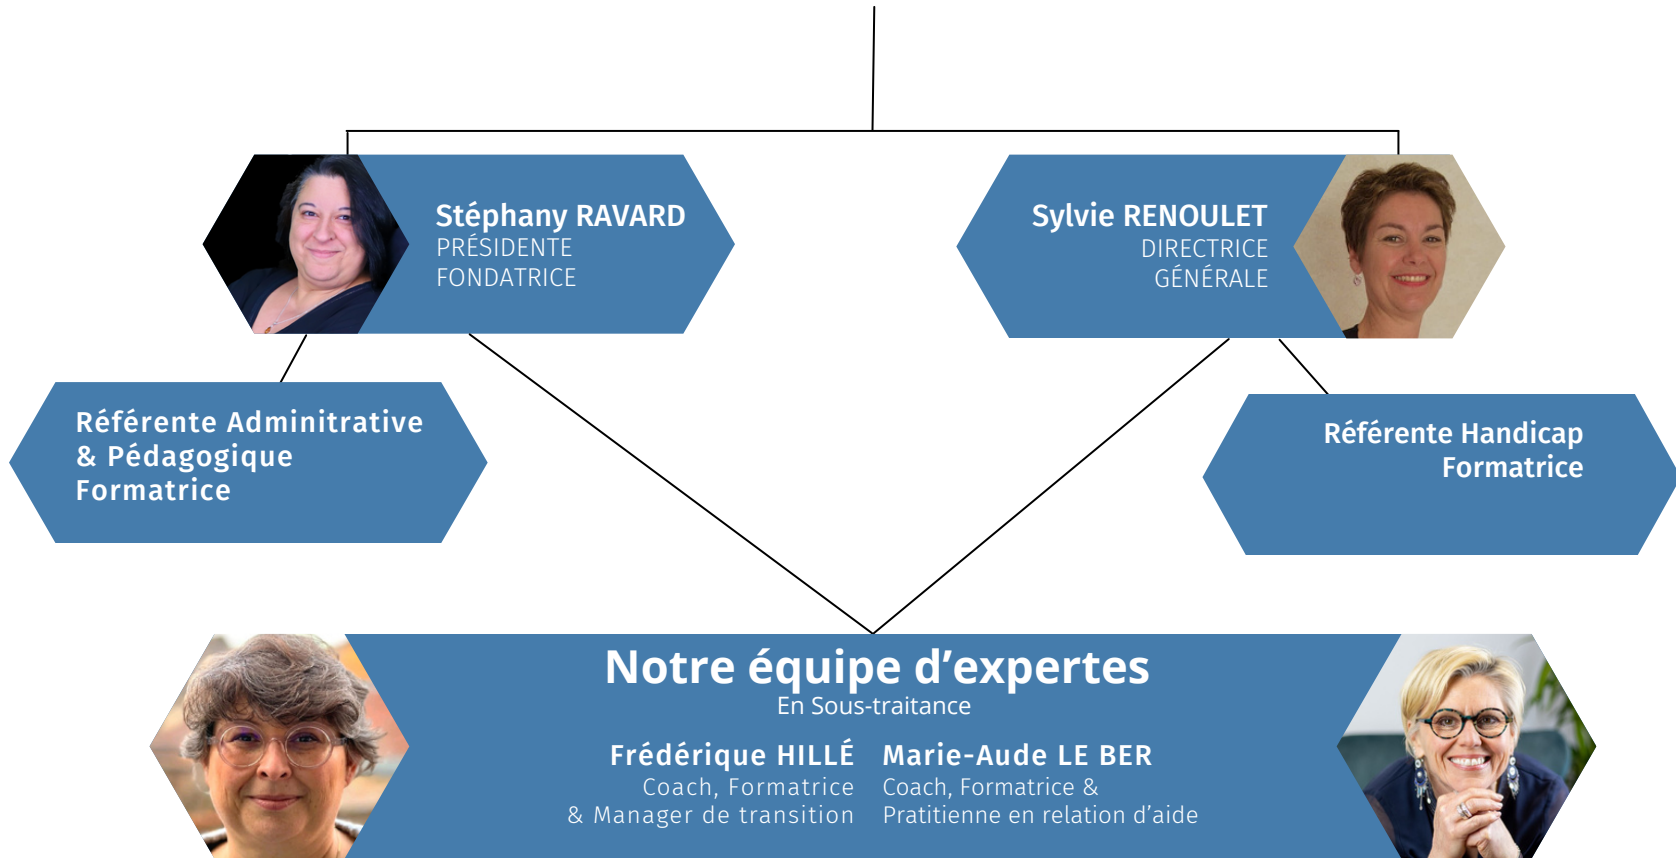 Stéphany RAVARD
PRÉSIDENTE
FONDATRICE
Sylvie RENOULET
DIRECTRICE
GÉNÉRALE
Référente Adminitrative
& Pédagogique
Formatrice
Référente Handicap
Formatrice
Notre équipe d’expertes
En Sous-traitance
Frédérique HILLÉ
Coach, Formatrice
& Manager de transition
Marie-Aude LE BER
Coach, Formatrice &
Pratitienne en relation d’aide